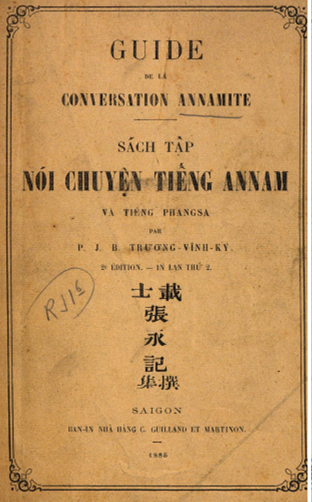 GUIDE
DE LA
CONVERSATION ANNAMITE
SÁCH TẬP
NÓI CHUYỆN TIẾNG ANNAM
VÀ TIẾNG PHANGSA
PAR
P. J. B. TRƯƠNG-VĨNH-KÝ.
2e ÉDITION. — IN LẦN THỨ 2.
士載
張
永
記
集撰
SAIGON
BAN-IN NHÀ HÀNG C. GUILLAND ET MARTINON.
1885